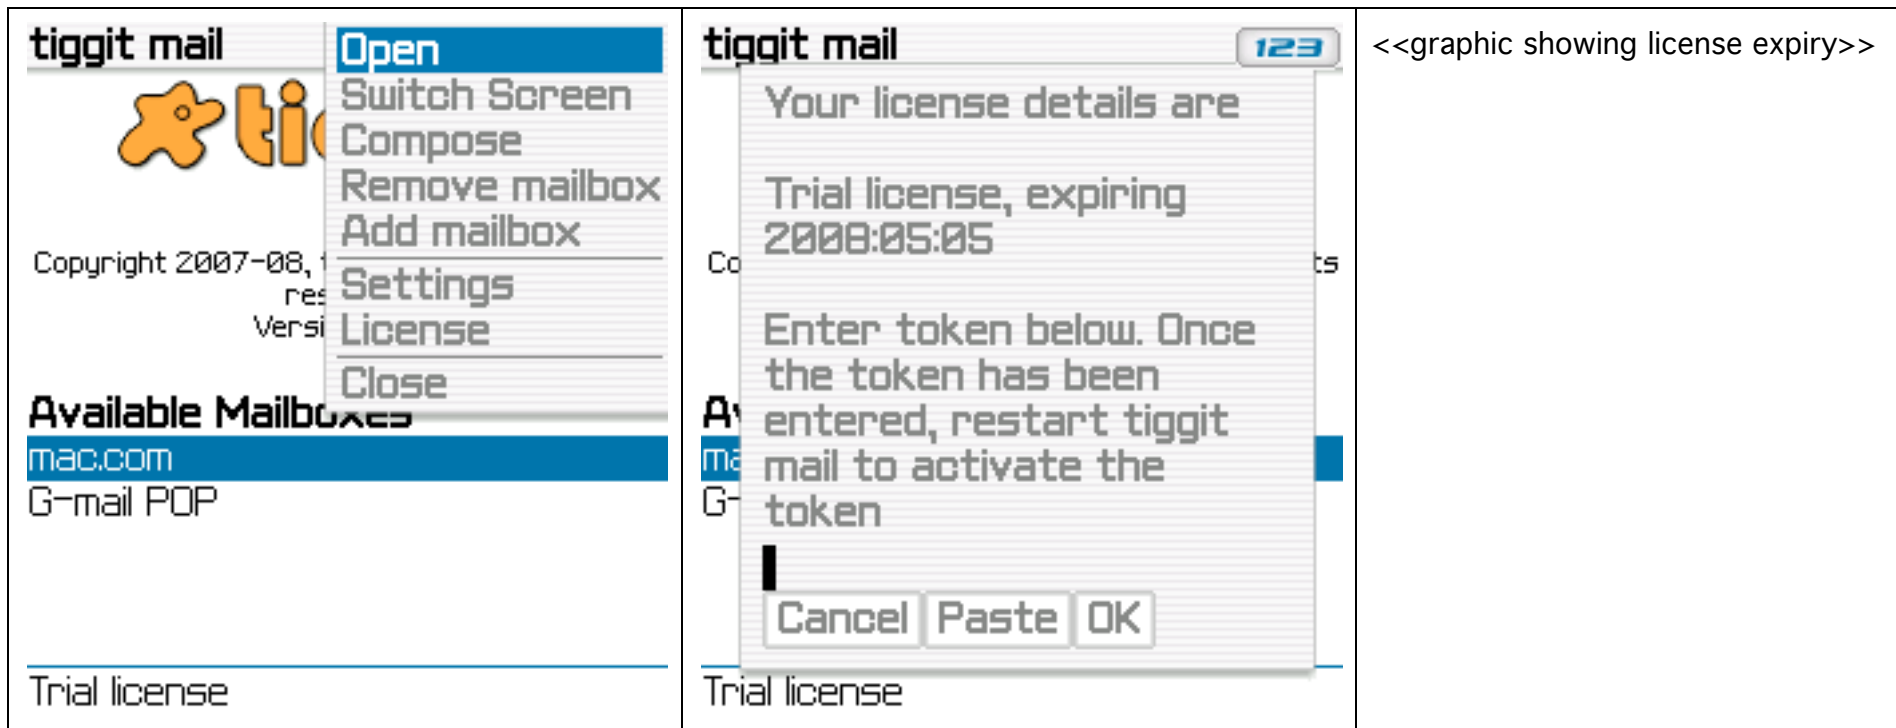 tiggit mail
Open
Switch Screen
Compose
Remove mailbox
Add mailbox
Settings
License
Close
Copyright 2007-08,
Available Mailboxes
mac.com
G-mail POP
Trial license
tiggit mail
123
Your license details are
Trial license, expiring
2008:05:05
Enter token below. Once
the token has been
entered, restart tiggit
mail to activate the
token
Cancel Paste OK
Trial license
<<graphic showing license expiry>>